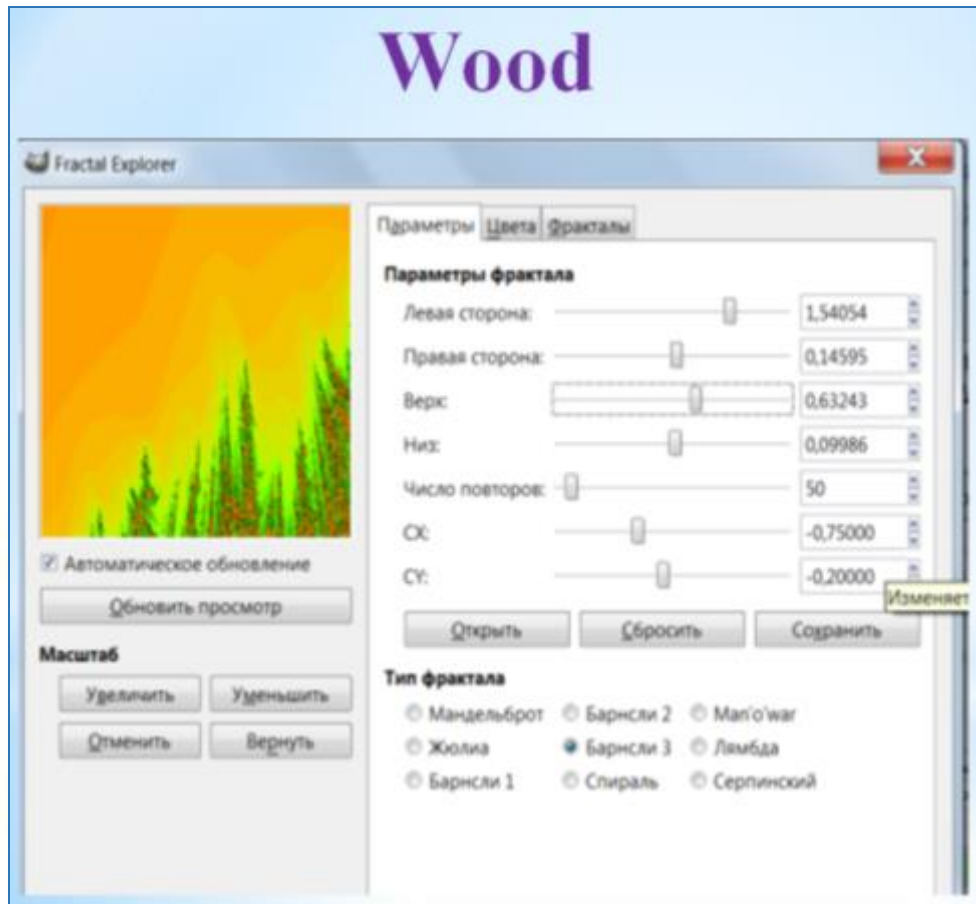 Wood
Fractal Explorer
Параметры Цвета Фракталы
Параметры фрактала
Левая сторона: 1,54054
Правая сторона: 0,14595
Верх: 0,63243
Низ: 0,09986
Число повторов: 50
CX: -0,75000
CY: -0,20000
Изменяет
Открыть Сбросить Сохранить
Тип фрактала
Мандельброт Барнсли 2 Man'o'war
Жюлиа Барнсли 3 Лямбда
Барнсли 1 Спираль Серпинский
Автоматическое обновление
Обновить просмотр
Масштаб
Увеличить Уменьшить
Отменить Вернуть